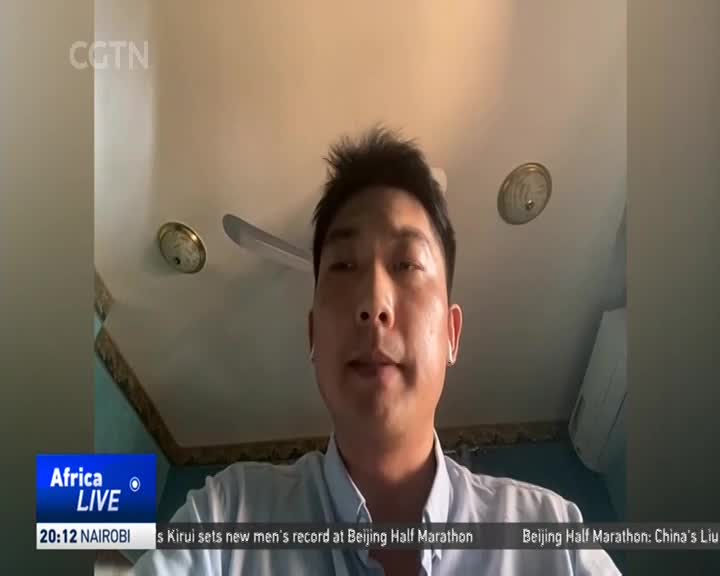 CGTN
Africa
LIVE
20:12 NAIROBI
s Kirui sets new men's record at Beijing Half Marathon Beijing Half Marathon: China's Liu